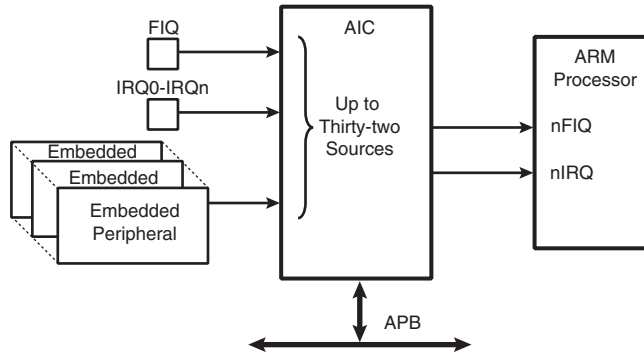 FIQ
IRQ0-IRQn
Embedded
Embedded
Embedded
Peripheral
AIC
Up to
Thirty-two
Sources
ARM
Processor
nFIQ
nIRQ
APB